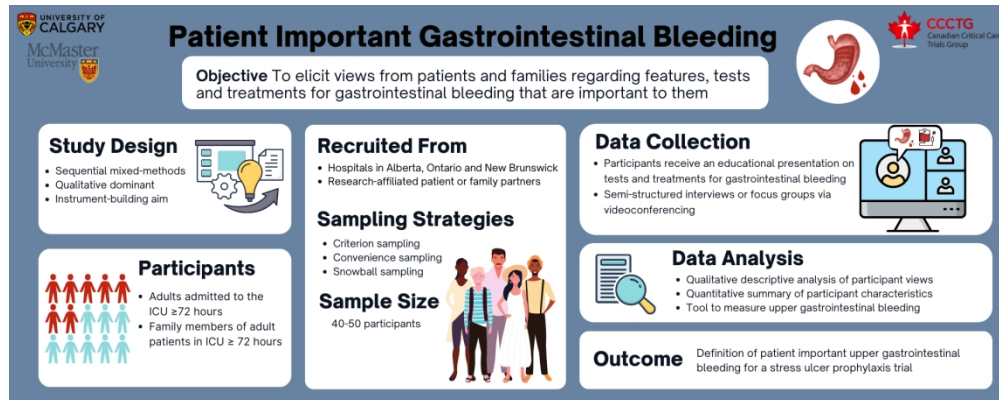 UNIVERSITY OF
CALGARY
McMaster
University
Patient Important Gastrointestinal Bleeding
CCCTG
Canadian Critical Car
Trials Group
Objective To elicit views from patients and families regarding features, tests
and treatments for gastrointestinal bleeding that are important to them
Study Design
• Sequential mixed-methods
• Qualitative dominant
• Instrument-building aim
Participants
• Adults admitted to the
ICU ≥72 hours
• Family members of adult
patients in ICU ≥ 72 hours
Recruited From
• Hospitals in Alberta, Ontario and New Brunswick
• Research-affiliated patient or family partners
Sampling Strategies
• Criterion sampling
• Convenience sampling
• Snowball sampling
Sample Size
40-50 participants
Data Collection
• Participants receive an educational presentation on
tests and treatments for gastrointestinal bleeding
• Semi-structured interviews or focus groups via
videoconferencing
Data Analysis
• Qualitative descriptive analysis of participant views
• Quantitative summary of participant characteristics
• Tool to measure upper gastrointestinal bleeding
Outcome
Definition of patient important upper gastrointestinal
bleeding for a stress ulcer prophylaxis trial